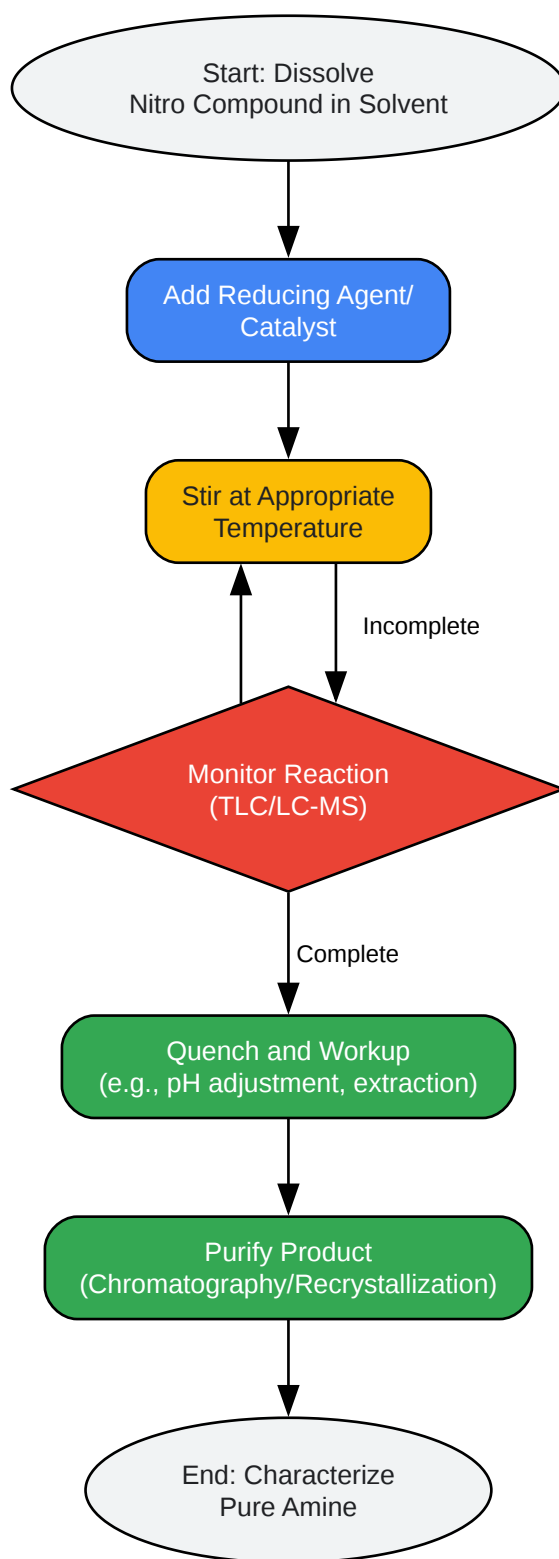 Start: Dissolve
Nitro Compound in Solvent
Add Reducing Agent/
Catalyst
Stir at Appropriate
Temperature
Incomplete
Monitor Reaction
(TLC/LC-MS)
Complete
Quench and Workup
(e.g., pH adjustment, extraction)
Purify Product
(Chromatography/Recrystallization)
End: Characterize
Pure Amine